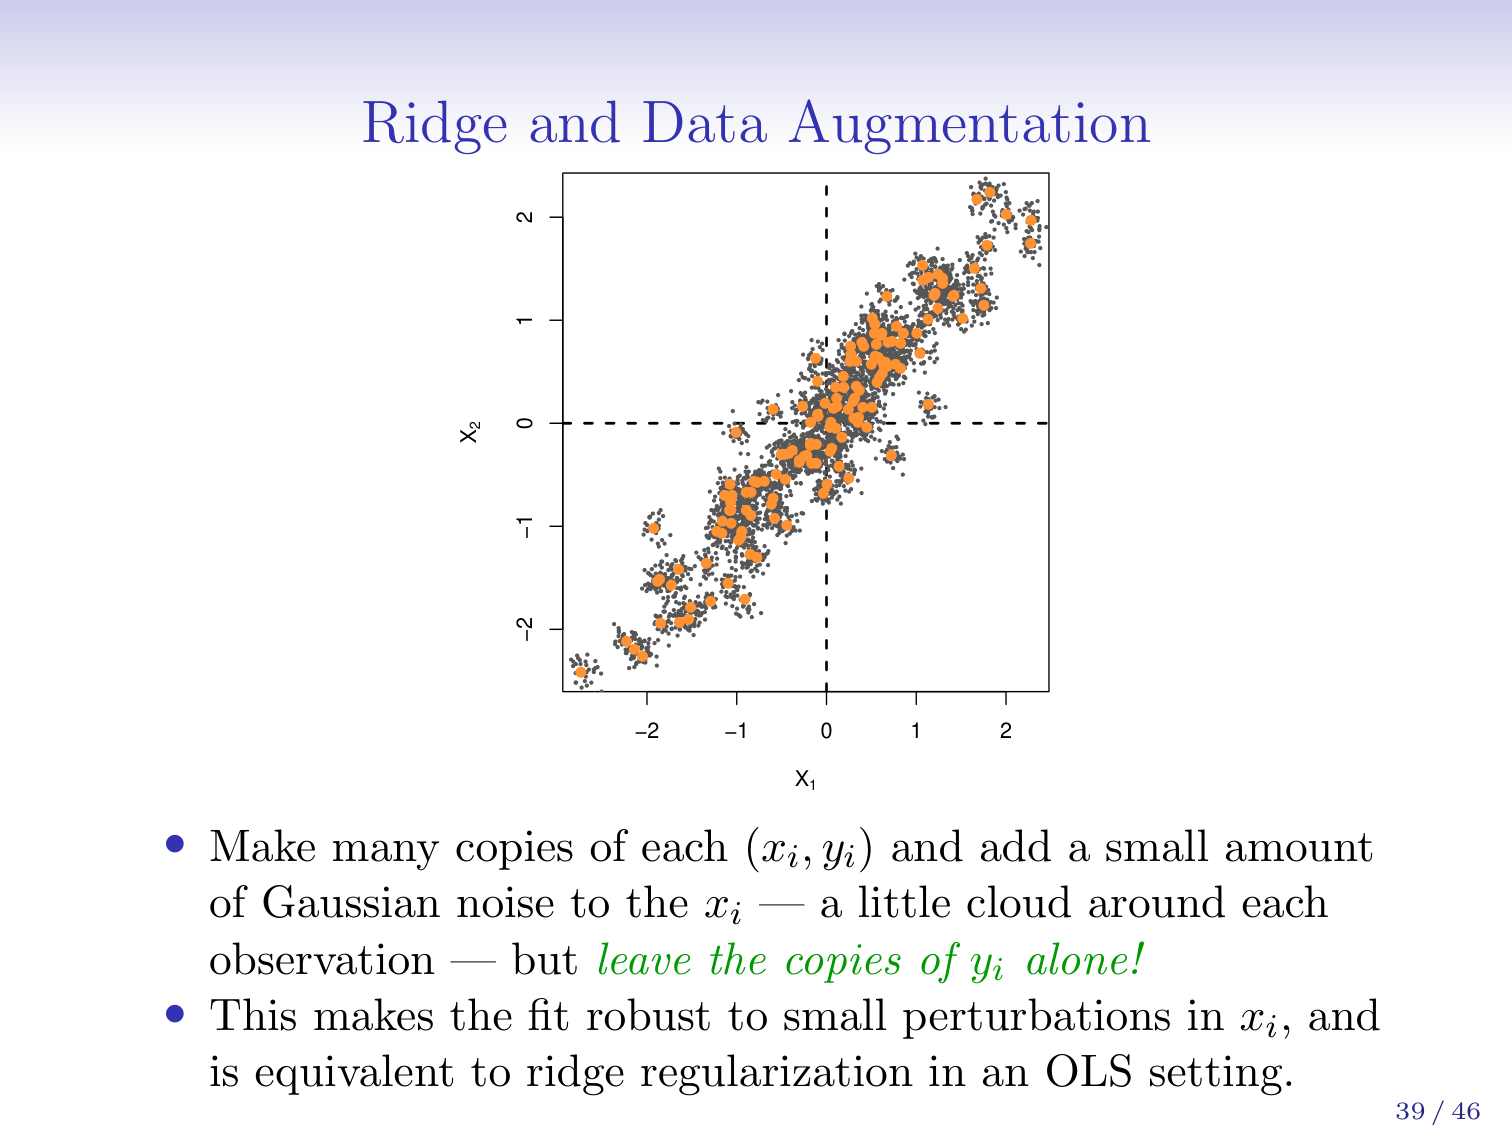 Ridge and Data Augmentation
2
1
0
−1
−2
X₂
−2 −1 0 1 2
X₁
• Make many copies of each (xᵢ, yᵢ) and add a small amount
of Gaussian noise to the xᵢ — a little cloud around each
observation — but leave the copies of yᵢ alone!
• This makes the fit robust to small perturbations in xᵢ, and
is equivalent to ridge regularization in an OLS setting.
39 / 46